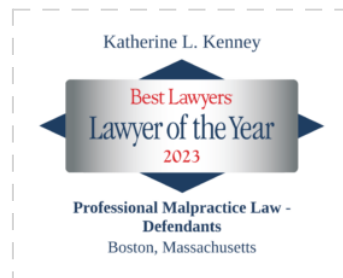 Katherine L. Kenney
Best Lawyers
Lawyer of the Year
2023
Professional Malpractice Law -
Defendants
Boston, Massachusetts